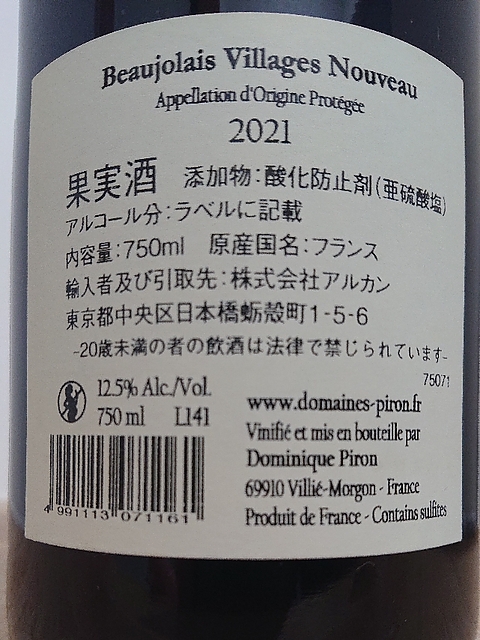 Beaujolais Villages Nouveau
Appellation d'Origine Protégée
2021
果実酒 添加物：酸化防止剤(亜硫酸塩)
アルコール分：ラベルに記載
内容量：750ml 原産国名：フランス
輸入者及び引取先：株式会社アルカン
東京都中央区日本橋蛎殻町1-5-6
-20歳未満の者の飲酒は法律で禁じられています-
75071
12.5% Alc./Vol.
750 ml L141
4 991113 071161
www.domaines-piron.fr
Vinifié et mis en bouteille par
Dominique Piron
69910 Villié-Morgon - France
Produit de France - Contains sulfites